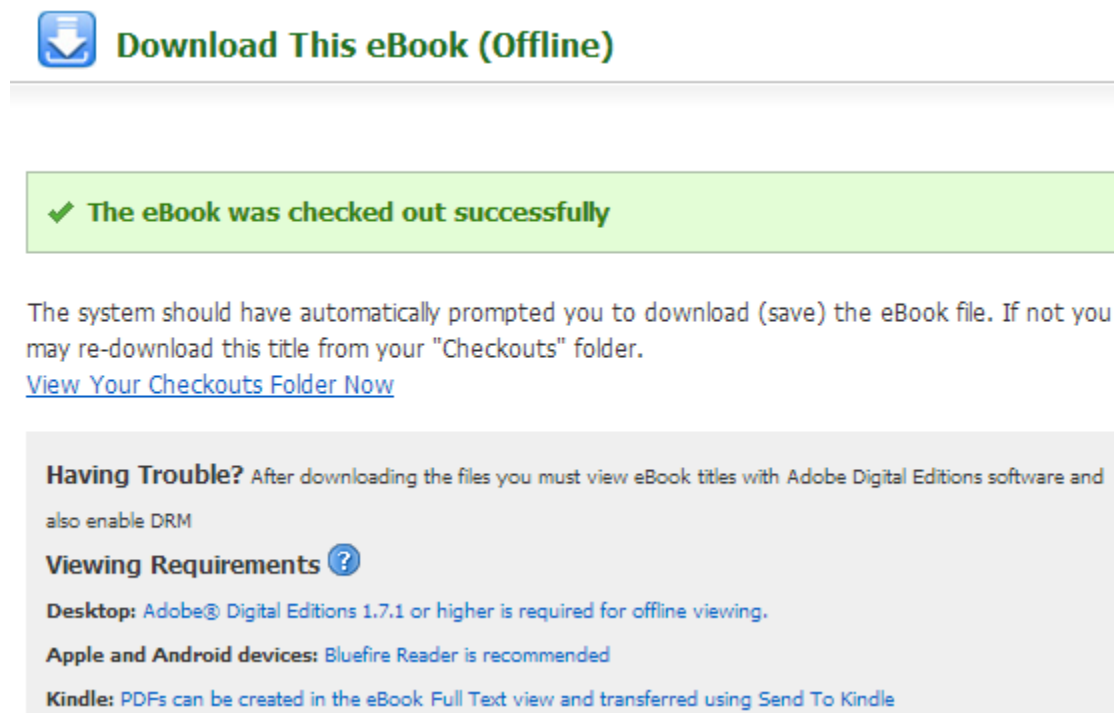 Download This eBook (Offline)
The eBook was checked out successfully
The system should have automatically prompted you to download (save) the eBook file. If not you
may re-download this title from your "Checkouts" folder.
View Your Checkouts Folder Now
Having Trouble? After downloading the files you must view eBook titles with Adobe Digital Editions software and
also enable DRM
Viewing Requirements ?
Desktop: Adobe® Digital Editions 1.7.1 or higher is required for offline viewing.
Apple and Android devices: Bluefire Reader is recommended
Kindle: PDFs can be created in the eBook Full Text view and transferred using Send To Kindle